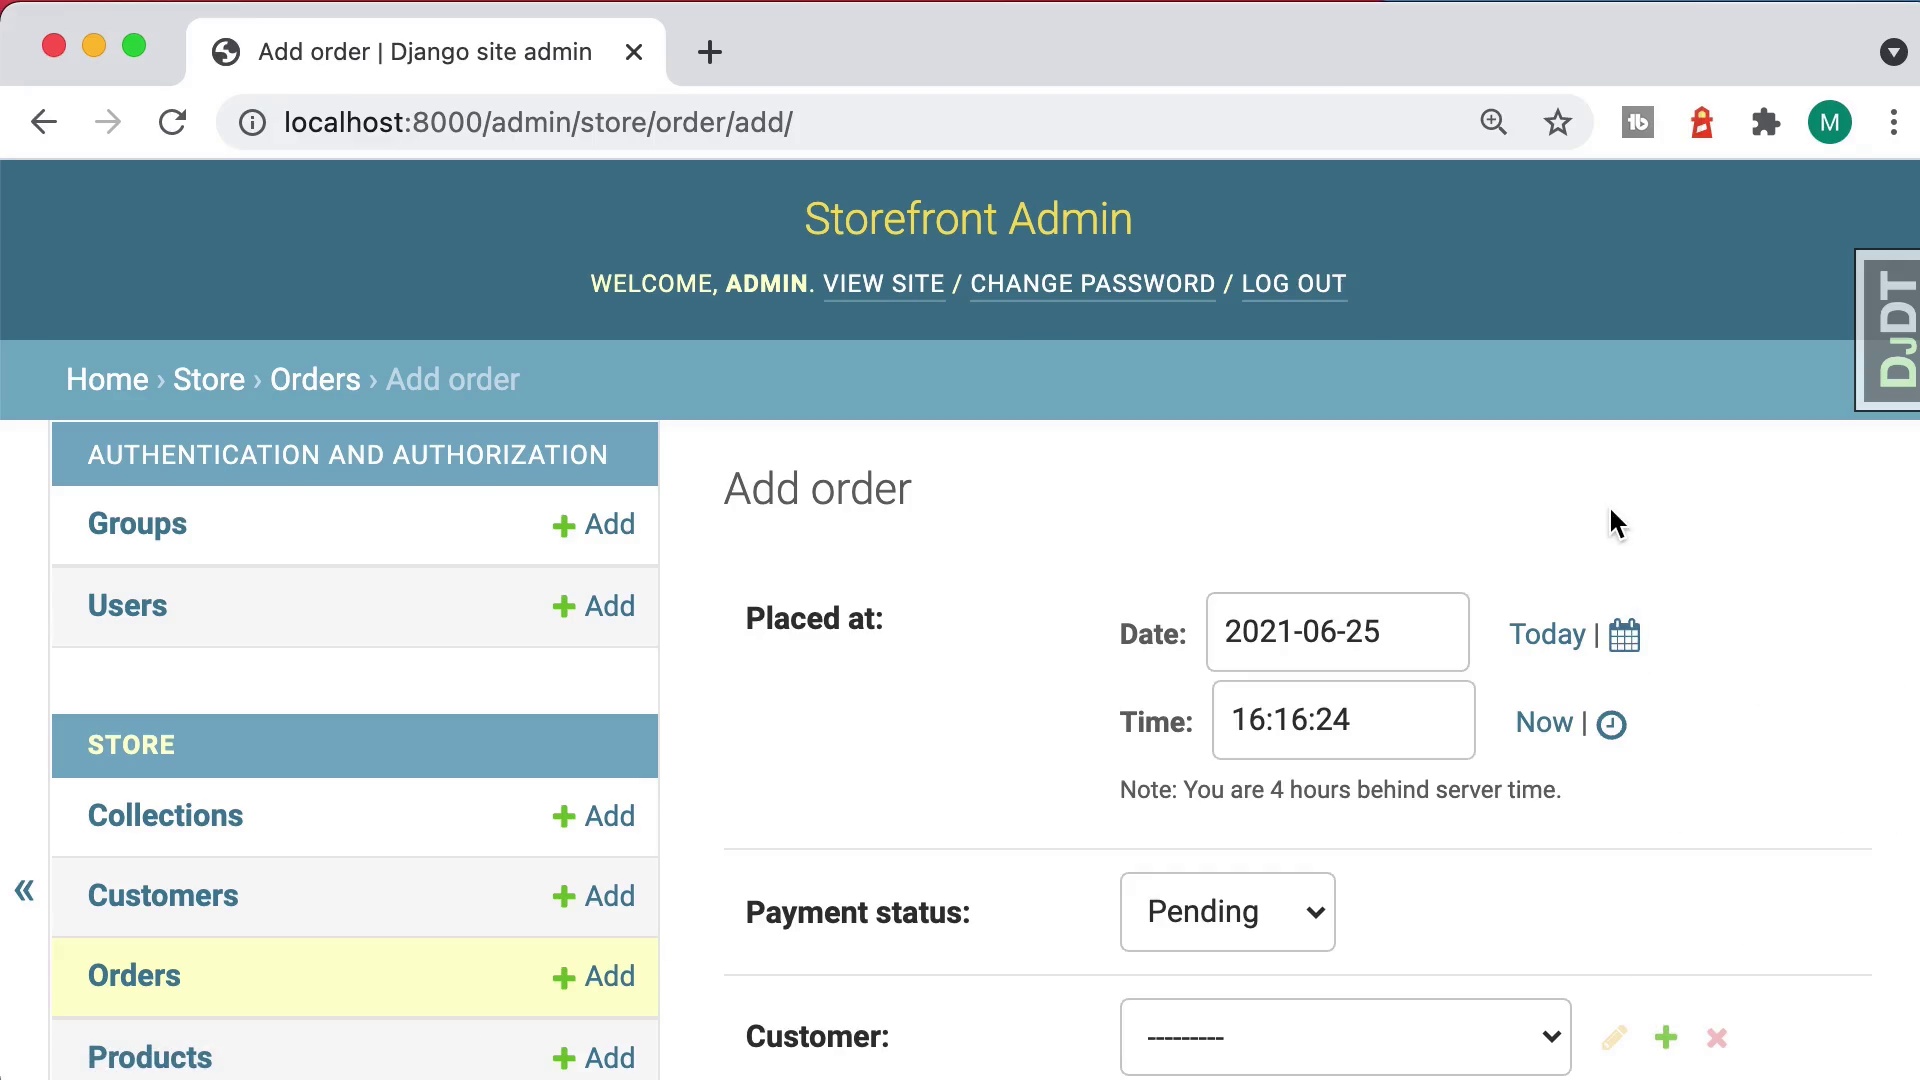 Add order | Django site admin
localhost:8000/admin/store/order/add/
tb
M
Storefront Admin
WELCOME, ADMIN. VIEW SITE / CHANGE PASSWORD / LOG OUT
DJDT
Home › Store › Orders › Add order
AUTHENTICATION AND AUTHORIZATION
Groups Add
Users Add
STORE
Collections Add
Customers Add
«
Orders Add
Products Add
Add order
Placed at:
Date: 2021-06-25 Today |
Time: 16:16:24 Now |
Note: You are 4 hours behind server time.
Payment status: Pending
Customer: ---------